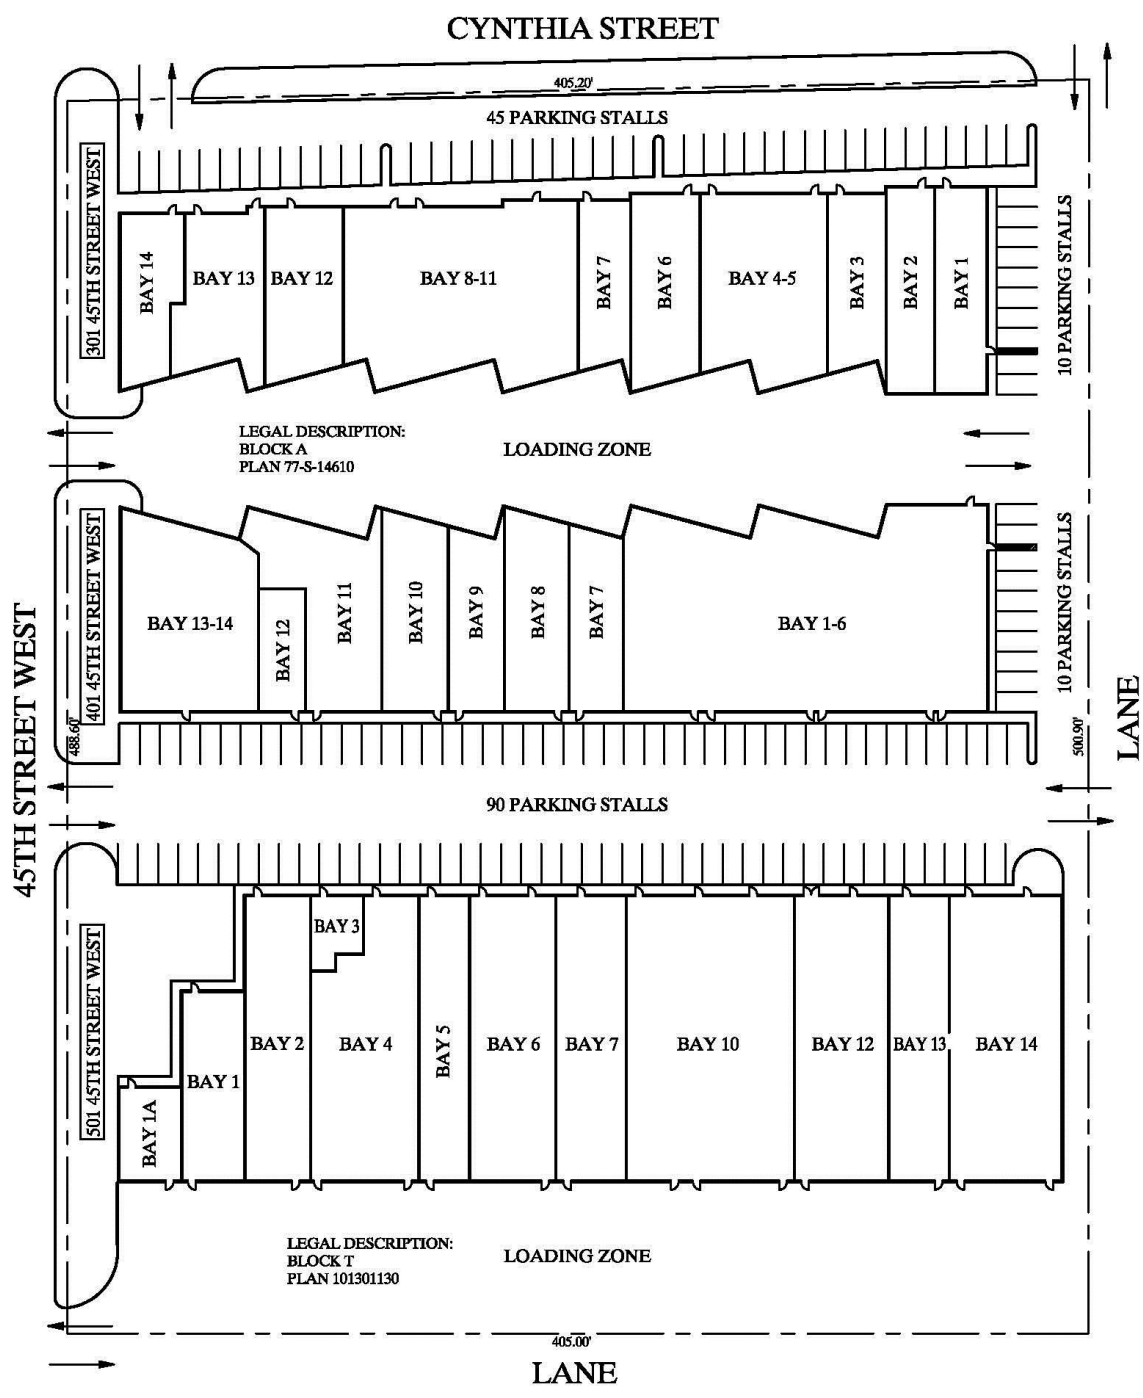 CYNTHIA STREET
405.20'
45 PARKING STALLS
301 45TH STREET WEST
BAY 14
BAY 13
BAY 12
BAY 8-11
BAY 7
BAY 6
BAY 4-5
BAY 3
BAY 2
BAY 1
10 PARKING STALLS
LEGAL DESCRIPTION:
BLOCK A
PLAN 77-S-14610
LOADING ZONE
401 45TH STREET WEST
BAY 13-14
BAY 12
BAY 11
BAY 10
BAY 9
BAY 8
BAY 7
BAY 1-6
10 PARKING STALLS
45TH STREET WEST
488.60'
500.90'
LANE
90 PARKING STALLS
501 45TH STREET WEST
BAY 1A
BAY 1
BAY 2
BAY 3
BAY 4
BAY 5
BAY 6
BAY 7
BAY 10
BAY 12
BAY 13
BAY 14
LEGAL DESCRIPTION:
BLOCK T
PLAN 101301130
LOADING ZONE
405.00'
LANE